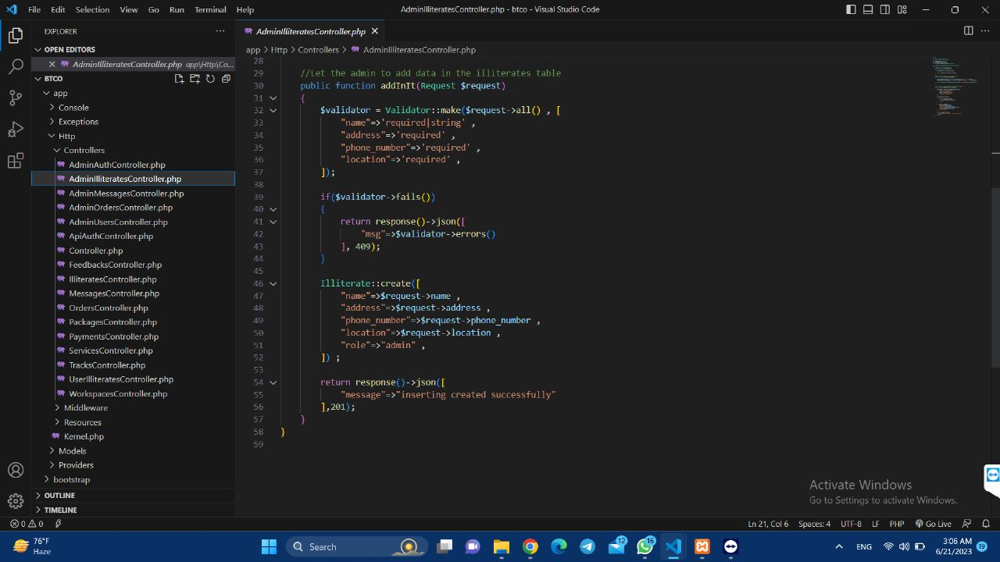 File Edit Selection View Go Run Terminal Help
AdminIlliteratesController.php - btco - Visual Studio Code
EXPLORER
OPEN EDITORS
AdminIlliteratesController.php app\Http\Co...
BTCO
app
Console
Exceptions
Http
Controllers
AdminAuthController.php
AdminIlliteratesController.php
AdminMessagesController.php
AdminOrdersController.php
AdminUsersController.php
ApiAuthController.php
Controller.php
FeedbacksController.php
IlliteratesController.php
MessagesController.php
OrdersController.php
PackagesController.php
PaymentsController.php
ServicesController.php
TracksController.php
UserIlliteratesController.php
WorkspacesController.php
Middleware
Resources
Kernel.php
Models
Providers
bootstrap
OUTLINE
TIMELINE
AdminIlliteratesController.php
app > Http > Controllers > AdminIlliteratesController.php
28
29 //Let the admin to add data in the illiterates table
30 public function addData(Request $request)
31 {
32 $validator = Validator::make($request->all() , [
33 "name"=>'required|string' ,
34 "address"=>'required' ,
35 "phone_number"=>'required' ,
36 "location"=>'required' ,
37 ]);
38
39 if($validator->fails())
40 {
41 return response()->json([
42 "msg"=>$validator->errors()
43 ], 409);
44 }
45
46 Illiterate::create([
47 "name"=>$request->name ,
48 "address"=>$request->address ,
49 "phone_number"=>$request->phone_number ,
50 "location"=>$request->location ,
51 "role"=>"admin" ,
52 ]) ;
53
54 return response()->json([
55 "message"=>"inserting created successfully"
56 ],201);
57 }
58 }
59
Activate Windows
Go to Settings to activate Windows.
0 0
Ln 21, Col 6 Spaces: 4 UTF-8 LF PHP Go Live
76°F
Haze
Search
12
16
ENG
3:06 AM
6/21/2023
19